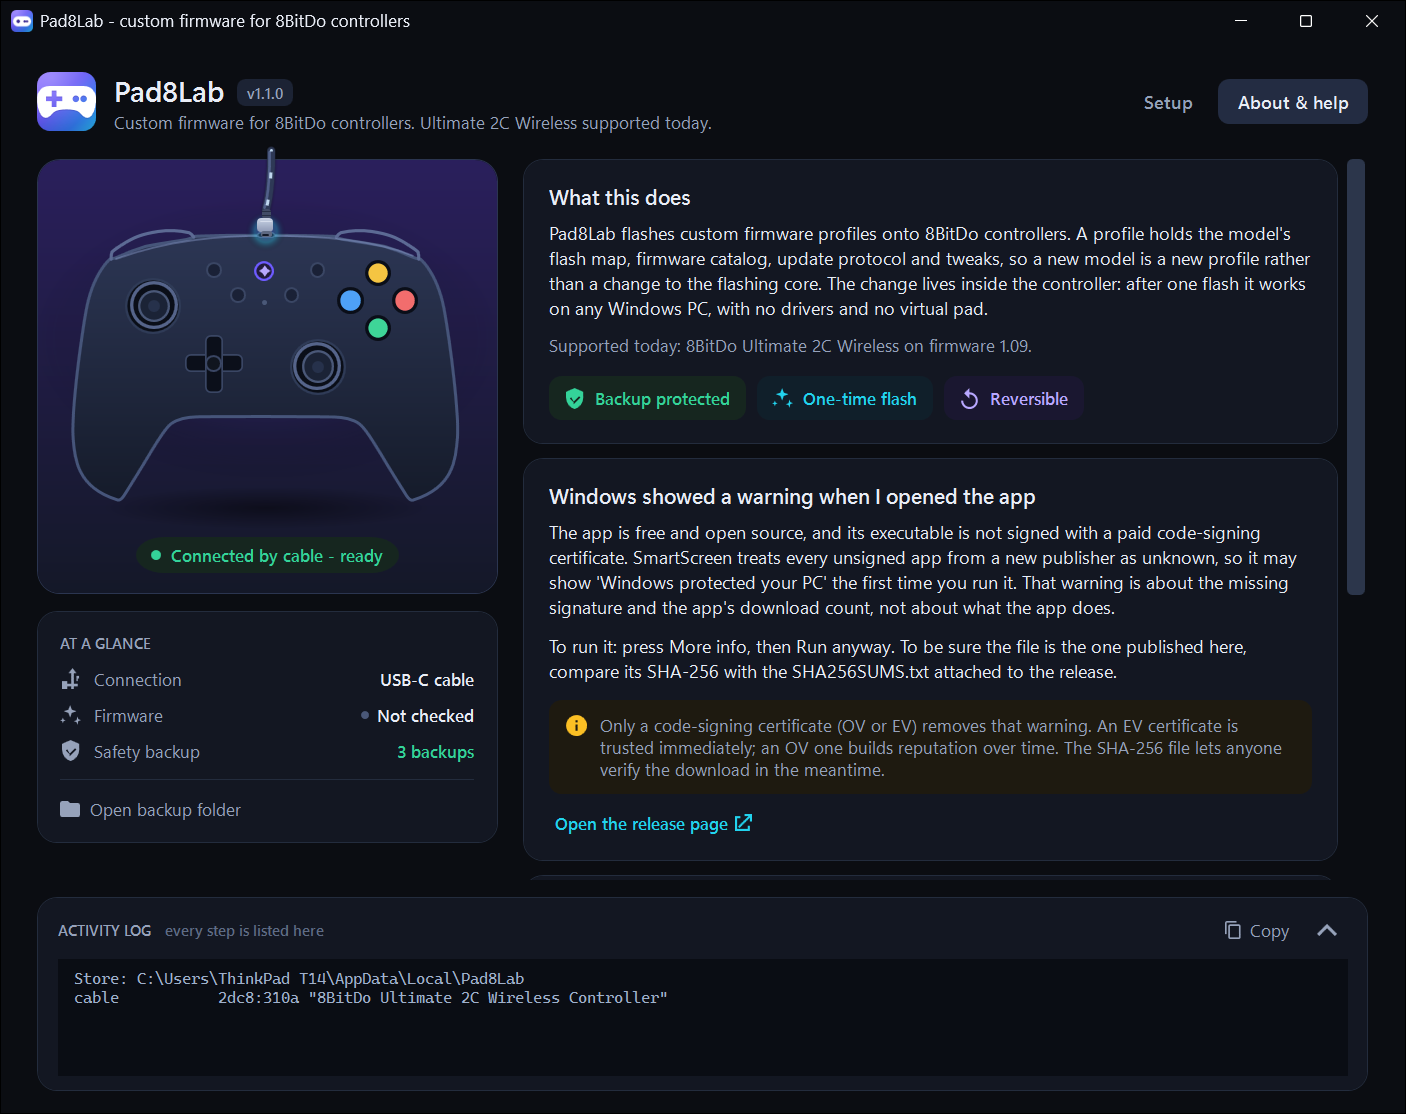 Pad8Lab - custom firmware for 8BitDo controllers
Pad8Lab v1.1.0
Custom firmware for 8BitDo controllers. Ultimate 2C Wireless supported today.
Setup
About & help
Connected by cable - ready
AT A GLANCE
Connection USB-C cable
Firmware Not checked
Safety backup 3 backups
Open backup folder
What this does
Pad8Lab flashes custom firmware profiles onto 8BitDo controllers. A profile holds the model's
flash map, firmware catalog, update protocol and tweaks, so a new model is a new profile rather
than a change to the flashing core. The change lives inside the controller: after one flash it works
on any Windows PC, with no drivers and no virtual pad.
Supported today: 8BitDo Ultimate 2C Wireless on firmware 1.09.
Backup protected
One-time flash
Reversible
Windows showed a warning when I opened the app
The app is free and open source, and its executable is not signed with a paid code-signing
certificate. SmartScreen treats every unsigned app from a new publisher as unknown, so it may
show 'Windows protected your PC' the first time you run it. That warning is about the missing
signature and the app's download count, not about what the app does.
To run it: press More info, then Run anyway. To be sure the file is the one published here,
compare its SHA-256 with the SHA256SUMS.txt attached to the release.
Only a code-signing certificate (OV or EV) removes that warning. An EV certificate is
trusted immediately; an OV one builds reputation over time. The SHA-256 file lets anyone
verify the download in the meantime.
Open the release page
ACTIVITY LOG every step is listed here
Copy
Store: C:\Users\ThinkPad T14\AppData\Local\Pad8Lab
cable 2dc8:310a "8BitDo Ultimate 2C Wireless Controller"